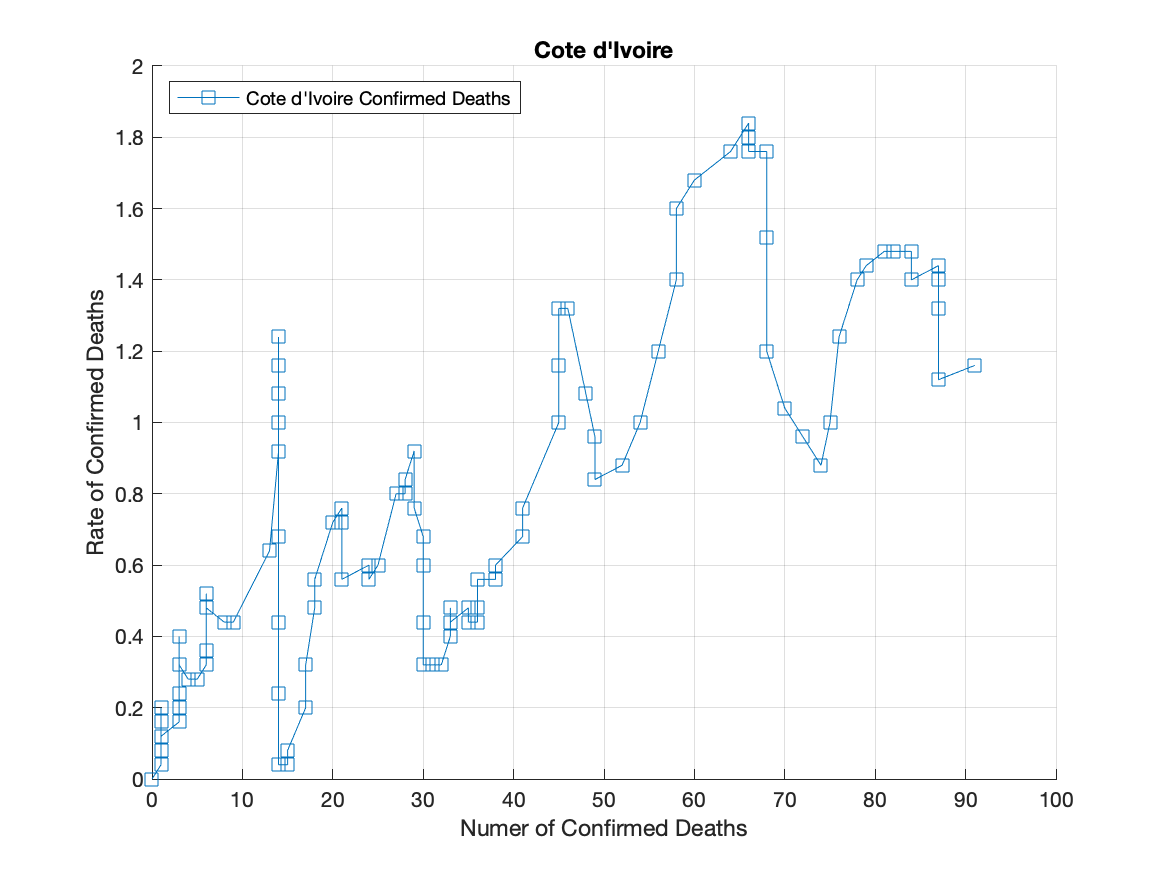 Cote d'Ivoire
Cote d'Ivoire Confirmed Deaths
2
1.8
1.6
1.4
1.2
1
0.8
0.6
0.4
0.2
0
Rate of Confirmed Deaths
0 10 20 30 40 50 60 70 80 90 100
Numer of Confirmed Deaths